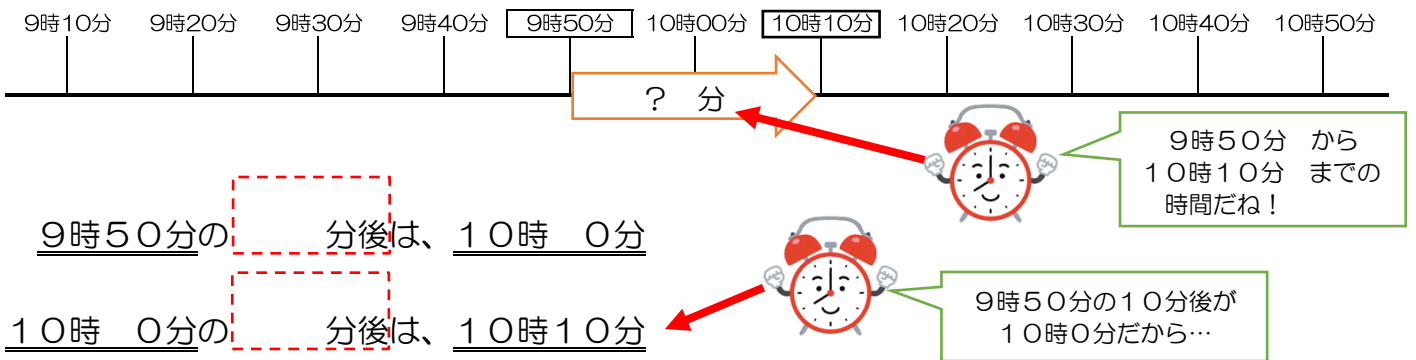 9時10分 9時20分 9時30分 9時40分 9時50分 10時00分 10時10分 10時20分 10時30分 10時40分 10時50分
？ 分
９時５０分 から
１０時１０分 までの
時間だね！
９時５０分の 分後は、１０時 ０分
１０時 ０分の 分後は、１０時１０分
９時５０分の１０分後が
１０時０分だから…